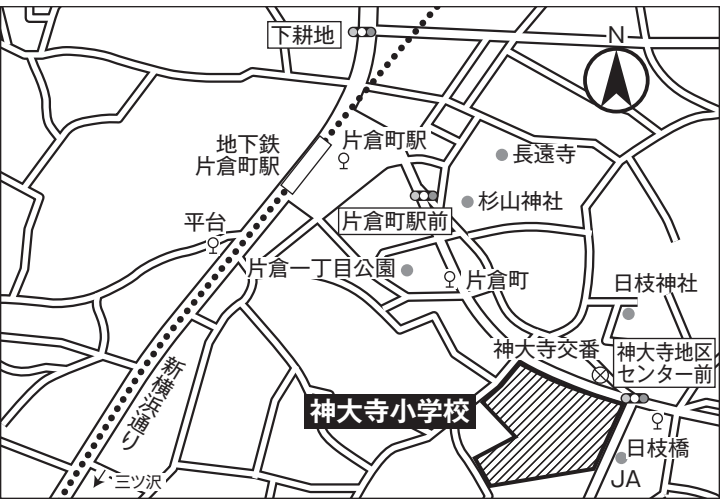 下耕地
N
地下鉄
片倉町駅
片倉町駅
長遠寺
杉山神社
平台
片倉町駅前
片倉一丁目公園
片倉町
日枝神社
神大寺交番
神大寺地区
センター前
新横浜通り
神大寺小学校
日枝橋
JA
三ツ沢